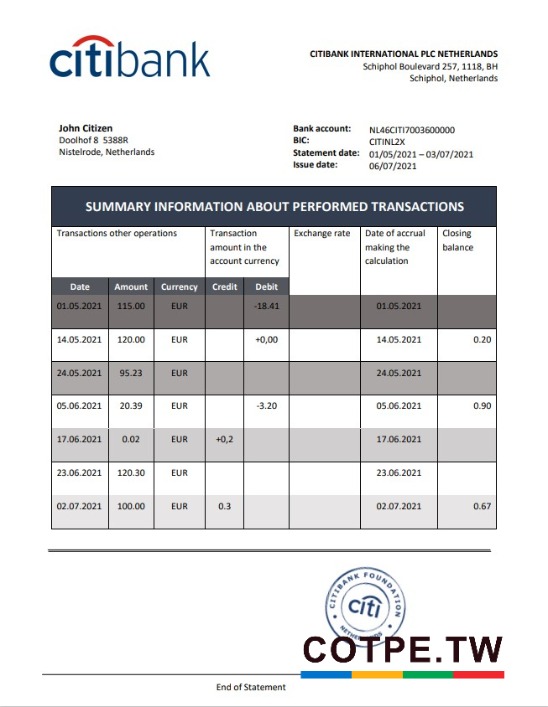 citibank
CITIBANK INTERNATIONAL PLC NETHERLANDS
Schiphol Boulevard 257, 1118, BH
Schiphol, Netherlands
John Citizen
Doolhof 8 5388R
Nistelrode, Netherlands
Bank account: NL46CITI7003600000
BIC: CITINL2X
Statement date: 01/05/2021 – 03/07/2021
Issue date: 06/07/2021
SUMMARY INFORMATION ABOUT PERFORMED TRANSACTIONS
Transactions other operations
Transaction
amount in the
account currency
Exchange rate
Date of accrual
making the
calculation
Closing
balance
Date Amount Currency Credit Debit
01.05.2021 115.00 EUR -18.41 01.05.2021
14.05.2021 120.00 EUR +0,00 14.05.2021 0.20
24.05.2021 95.23 EUR 24.05.2021
05.06.2021 20.39 EUR -3.20 05.06.2021 0.90
17.06.2021 0.02 EUR +0,2 17.06.2021
23.06.2021 120.30 EUR 23.06.2021
02.07.2021 100.00 EUR 0.3 02.07.2021 0.67
CITIBANK FOUNDATION
citi
COTPE.TW
End of Statement